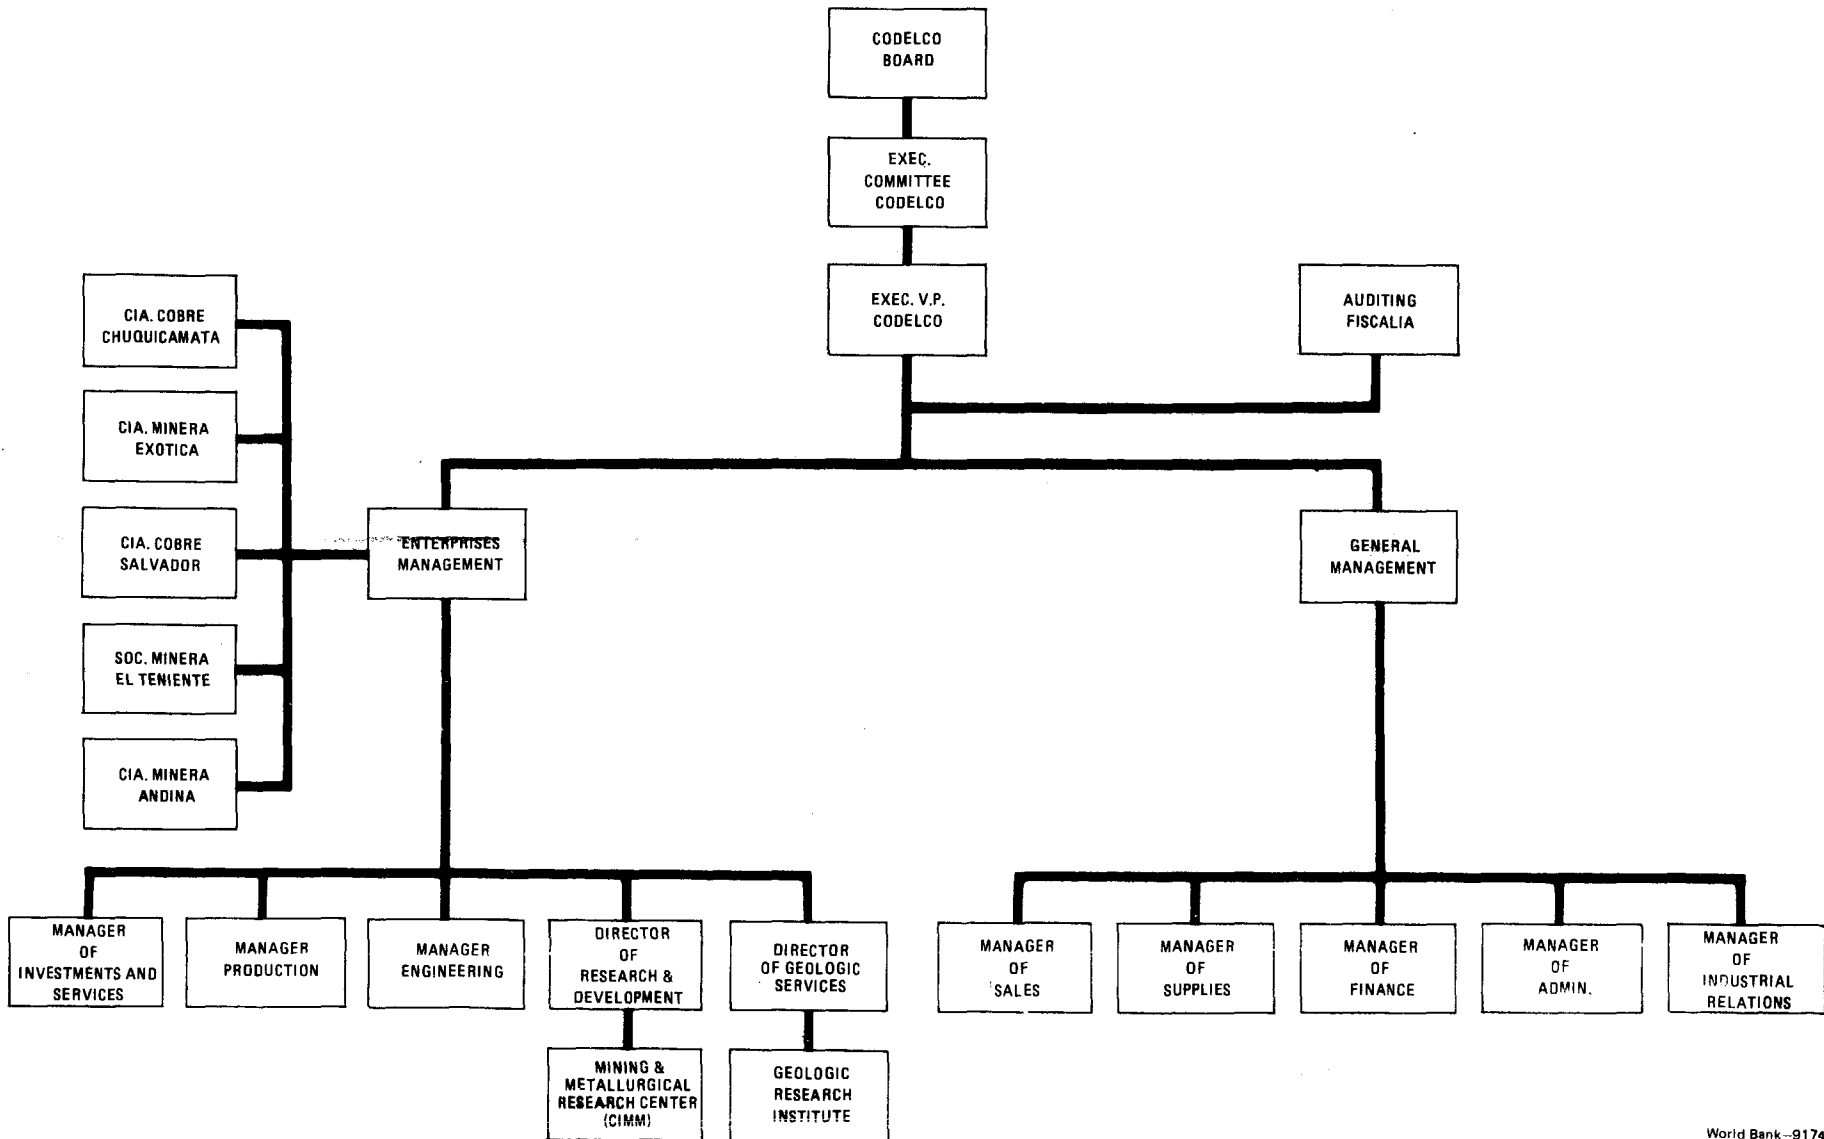 CODELCO
BOARD
EXEC.
COMMITTEE
CODELCO
EXEC. V.P.
CODELCO
AUDITING
FISCALIA
CIA. COBRE
CHUQUICAMATA
CIA. MINERA
EXOTICA
CIA. COBRE
SALVADOR
SOC. MINERA
EL TENIENTE
CIA. MINERA
ANDINA
ENTERPRISES
MANAGEMENT
GENERAL
MANAGEMENT
MANAGER
OF
INVESTMENTS AND
SERVICES
MANAGER
PRODUCTION
MANAGER
ENGINEERING
DIRECTOR
OF
RESEARCH &
DEVELOPMENT
DIRECTOR
OF GEOLOGIC
SERVICES
MANAGER
OF
SALES
MANAGER
OF
SUPPLIES
MANAGER
OF
FINANCE
MANAGER
OF
ADMIN.
MANAGER
OF
INDUSTRIAL
RELATIONS
MINING &
METALLURGICAL
RESEARCH CENTER
(CIMM)
GEOLOGIC
RESEARCH
INSTITUTE
World Bank—9174